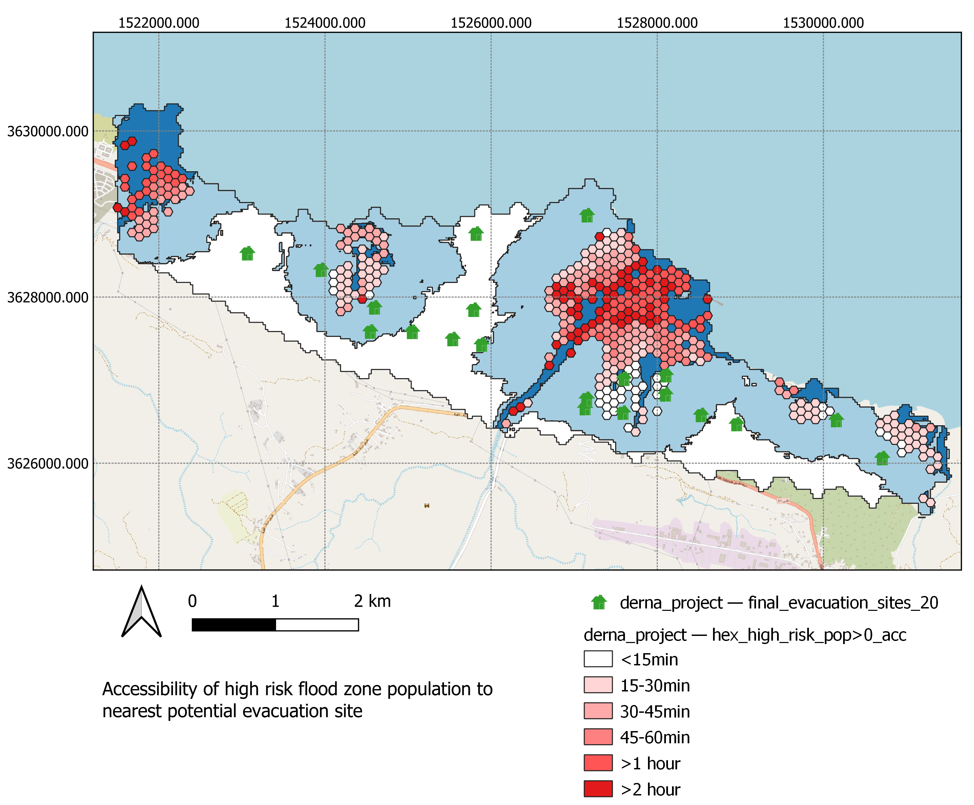 1522000.000 1524000.000 1526000.000 1528000.000 1530000.000
3630000.000
3628000.000
3626000.000
0 1 2 km
Accessibility of high risk flood zone population to
nearest potential evacuation site
derna_project — final_evacuation_sites_20
derna_project — hex_high_risk_pop>0_acc
<15min
15-30min
30-45min
45-60min
>1 hour
>2 hour